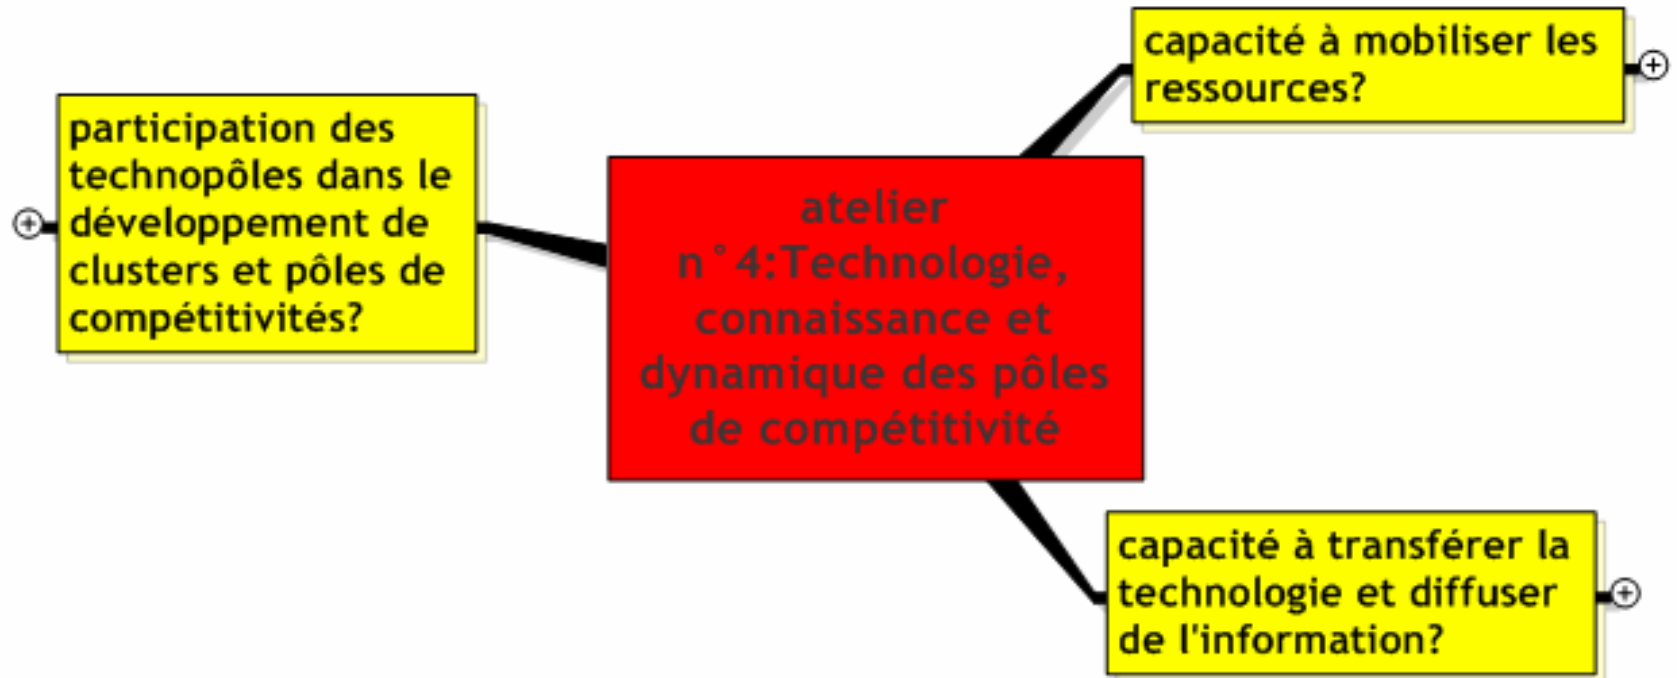 capacité à mobiliser les
ressources?
participation des
technopôles dans le
développement de
clusters et pôles de
compétitivités?
atelier
n°4:Technologie,
connaissance et
dynamique des pôles
de compétitivité
capacité à transférer la
technologie et diffuser
de l'information?